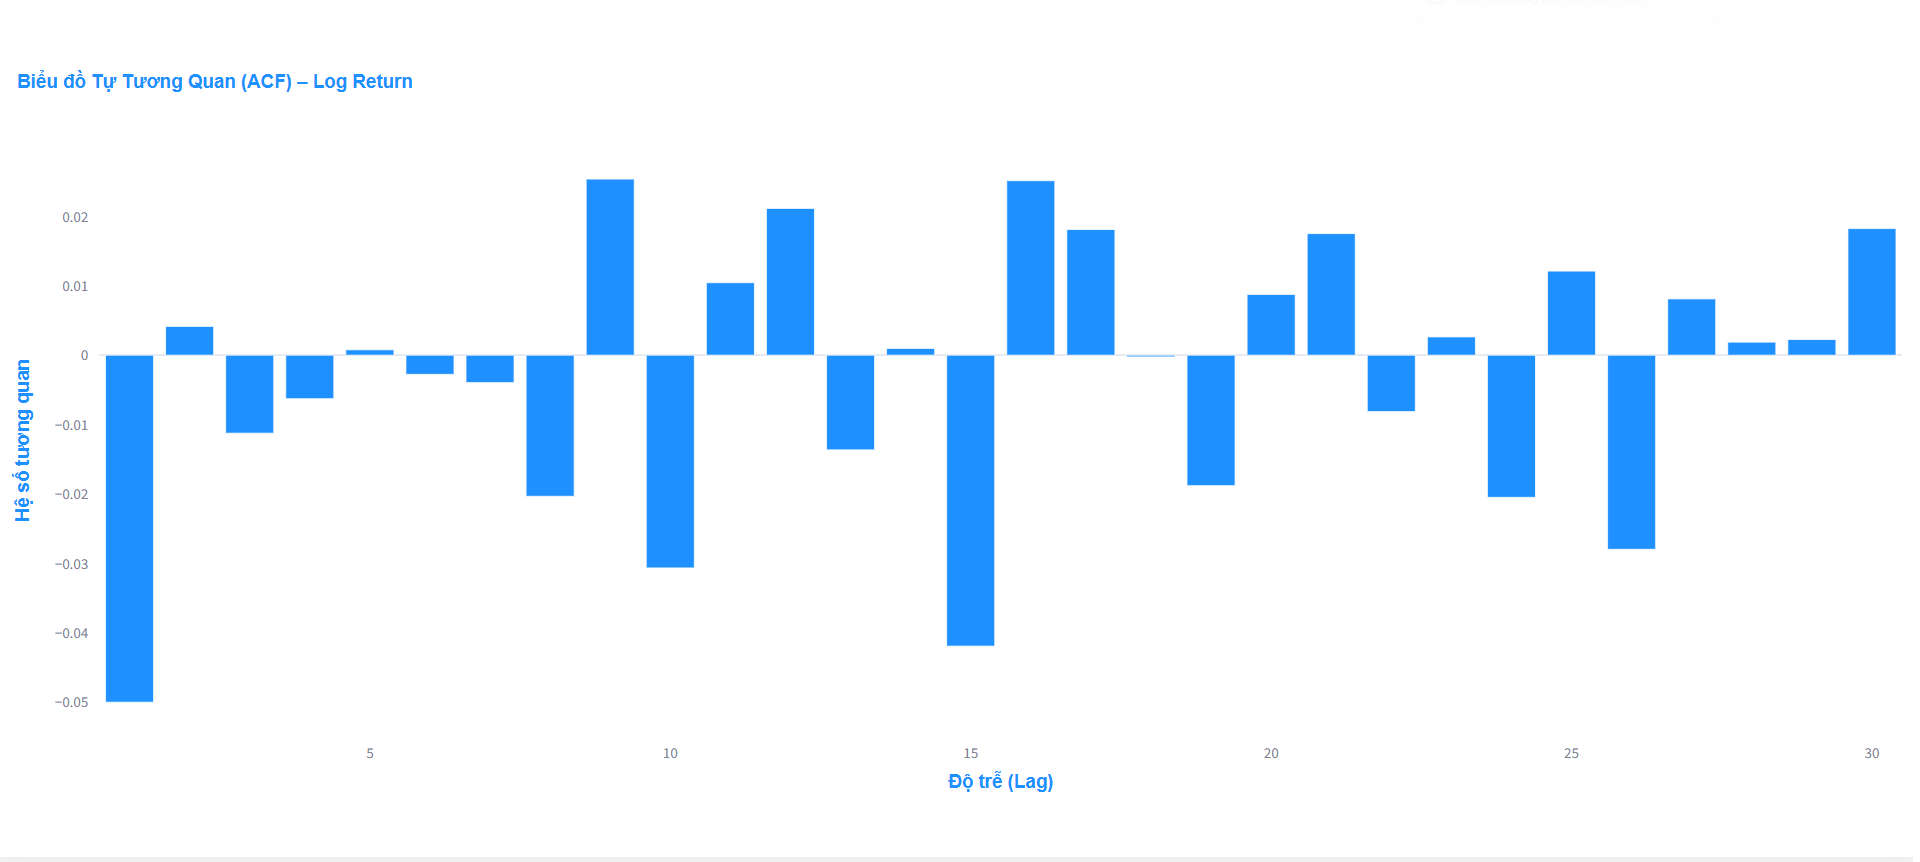 Biểu đồ Tự Tương Quan (ACF) – Log Return
Hệ số tương quan
0.02
0.01
0
−0.01
−0.02
−0.03
−0.04
−0.05
5 10 15 20 25 30
Độ trễ (Lag)